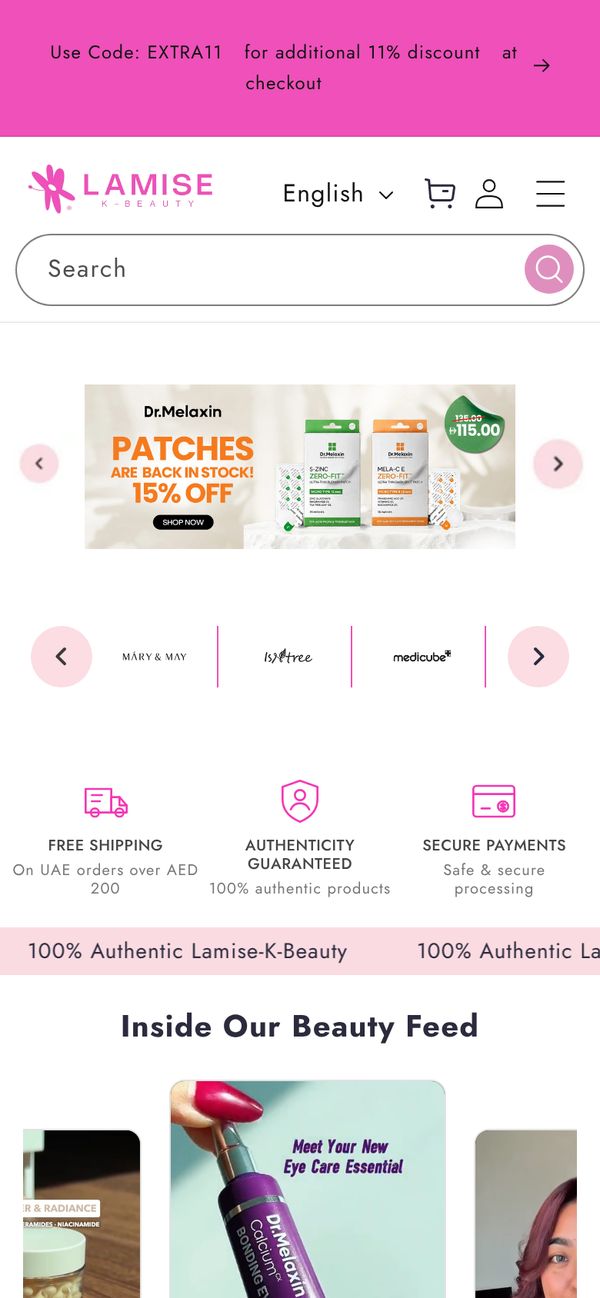 Use Code: EXTRA11 for additional 11% discount at
checkout
LAMISE
K-BEAUTY
English
Search
Dr.Melaxin
PATCHES
ARE BACK IN STOCK!
15% OFF
SHOP NOW
135.00
115.00
Dr.Melaxin
S-ZINC
ZERO-FIT
Dr.Melaxin
MELA-C E
ZERO-FIT
MÁRY & MAY
IsNtree
medicube
FREE SHIPPING
On UAE orders over AED
200
AUTHENTICITY
GUARANTEED
100% authentic products
SECURE PAYMENTS
Safe & secure
processing
100% Authentic Lamise-K-Beauty
100% Authentic La
Inside Our Beauty Feed
R & RADIANCE
ERAMIDES - NIACINAMIDE
Meet Your New
Eye Care Essential
Dr.Melaxin
Calcium
BONDING EY